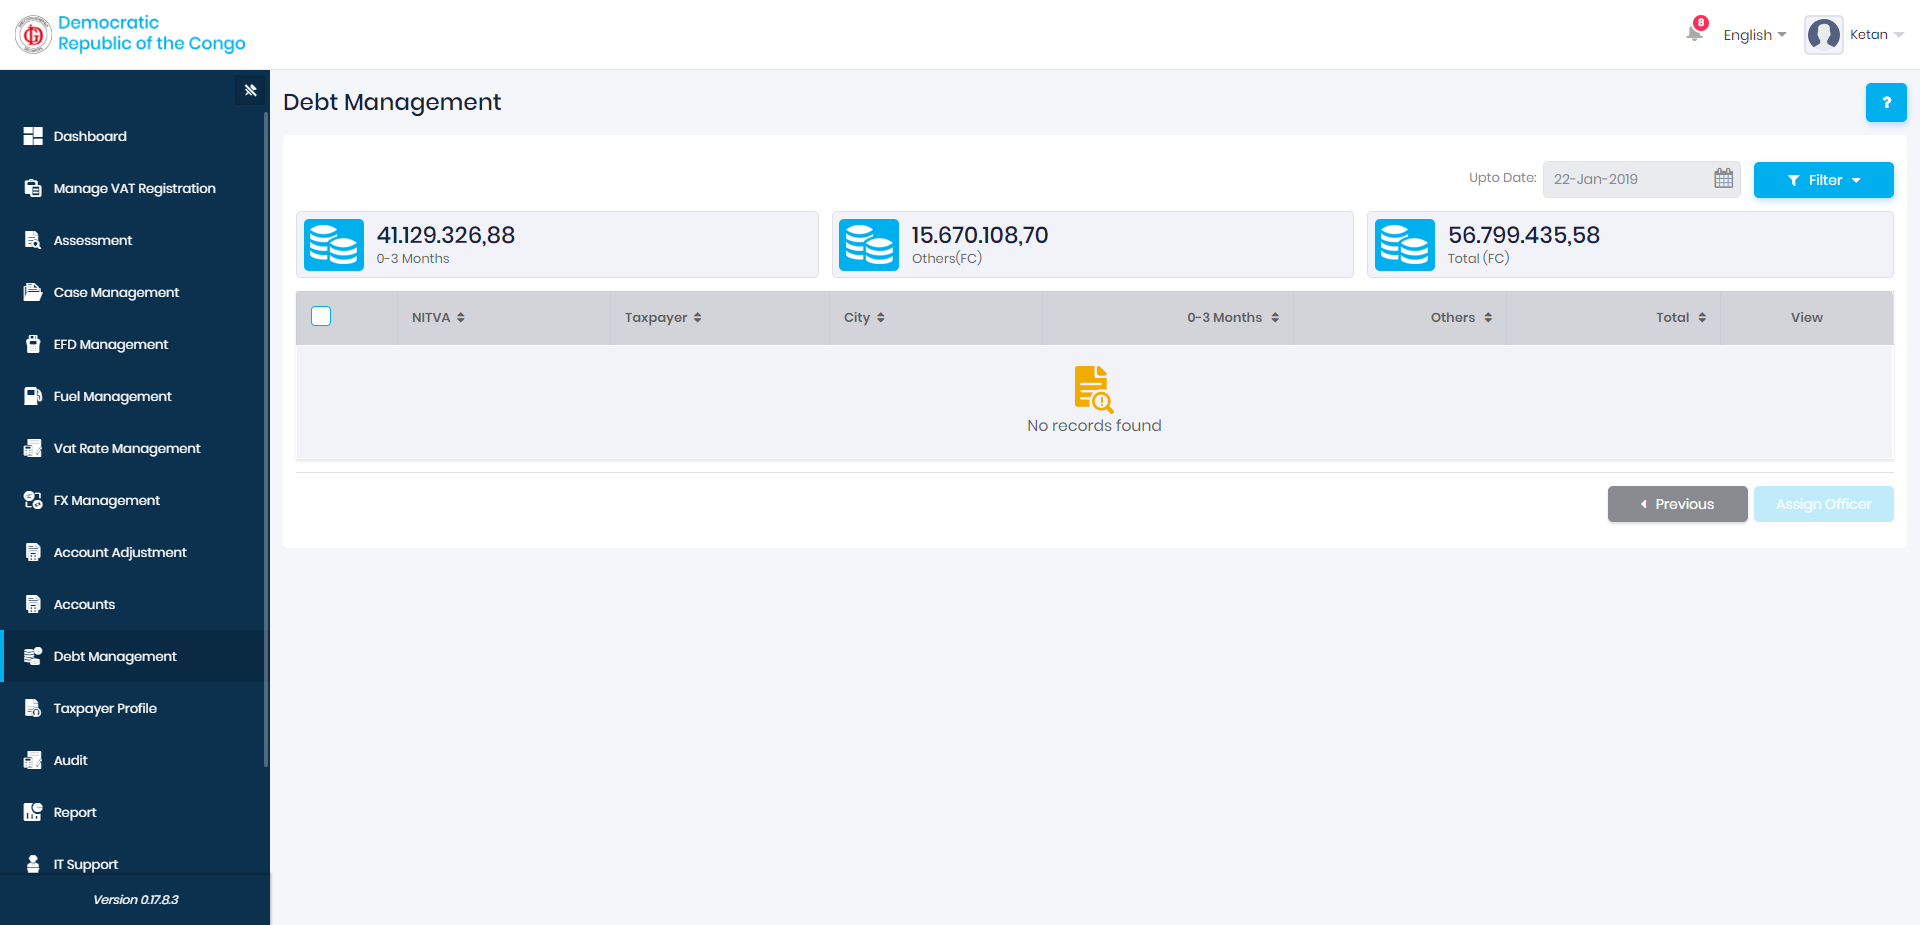 Democratic
Republic of the Congo
8
English
Ketan
Debt Management
?
Dashboard
Manage VAT Registration
Assessment
Case Management
EFD Management
Fuel Management
Vat Rate Management
FX Management
Account Adjustment
Accounts
Debt Management
Taxpayer Profile
Audit
Report
IT Support
Version 0.17.8.3
Upto Date: 22-Jan-2019 Filter
41.129.326,88
0-3 Months
15.670.108,70
Others(FC)
56.799.435,58
Total (FC)
NITVA Taxpayer City 0-3 Months Others Total View
No records found
Previous Assign Officer